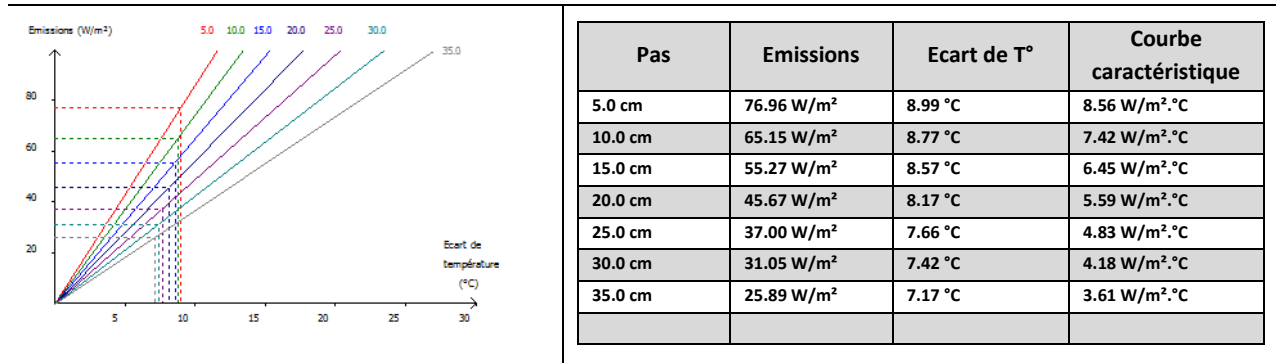 Emissions (W/m²)
5.0 10.0 15.0 20.0 25.0 30.0
35.0
80
60
40
20
Ecart de
température
(°C)
5 10 15 20 25 30
Pas Emissions Ecart de T° Courbe
caractéristique
5.0 cm 76.96 W/m² 8.99 °C 8.56 W/m².°C
10.0 cm 65.15 W/m² 8.77 °C 7.42 W/m².°C
15.0 cm 55.27 W/m² 8.57 °C 6.45 W/m².°C
20.0 cm 45.67 W/m² 8.17 °C 5.59 W/m².°C
25.0 cm 37.00 W/m² 7.66 °C 4.83 W/m².°C
30.0 cm 31.05 W/m² 7.42 °C 4.18 W/m².°C
35.0 cm 25.89 W/m² 7.17 °C 3.61 W/m².°C